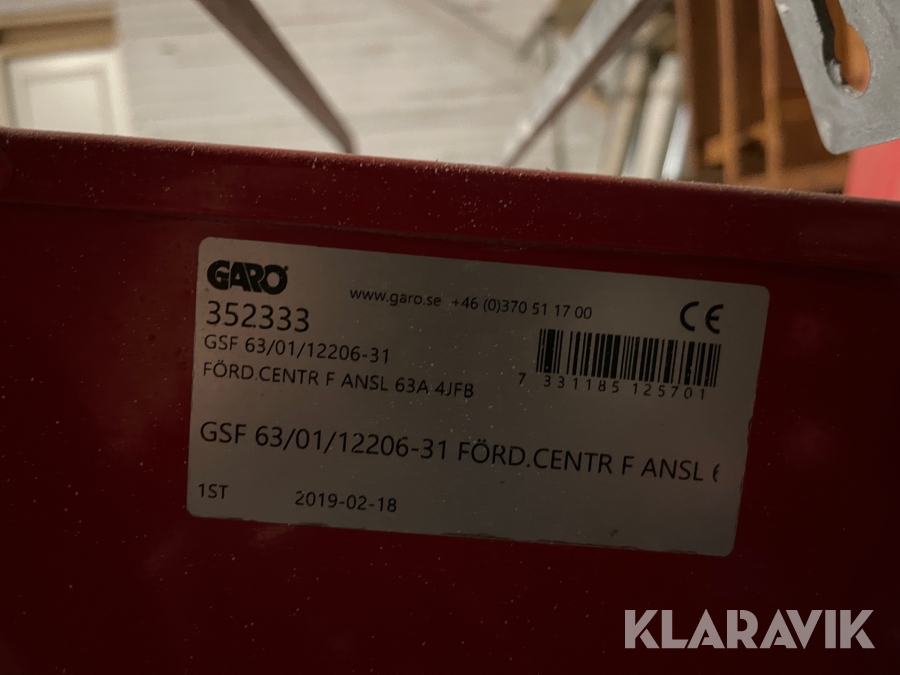 GARO
www.garo.se +46 (0)370 51 17 00
CE
352333
GSF 63/01/12206-31
FÖRD.CENTR F ANSL 63A 4JFB
7 331185 125701
GSF 63/01/12206-31 FÖRD.CENTR F ANSL 6
1ST 2019-02-18
KLARAVIK